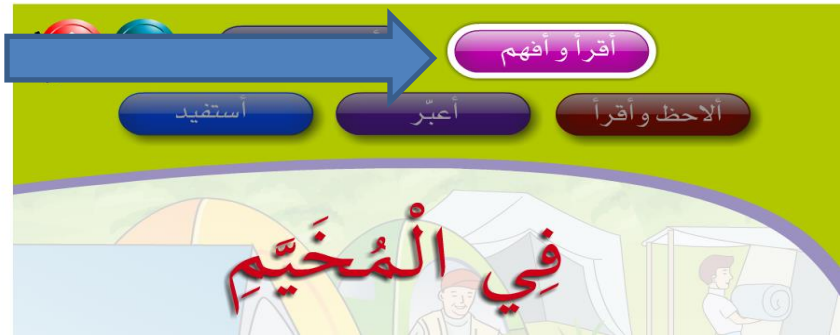 أقرأ و أفهم
ألاحظ وأقرأ أعبّر أستفيد
فِي الْمُخَيَّمِ